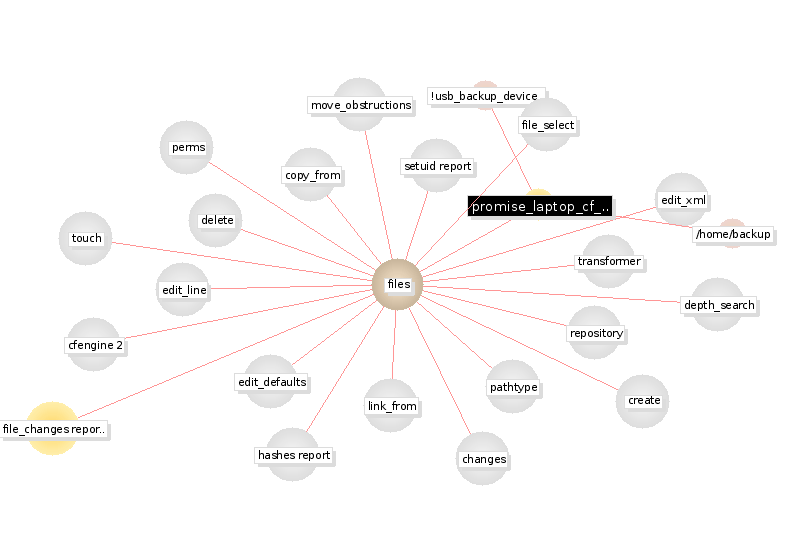 !usb_backup_device
move_obstructions
file_select
perms
setuid report
copy_from
edit_xml
promise_laptop_cf_..
delete
/home/backup
touch
transformer
files
edit_line
depth_search
repository
cfengine 2
edit_defaults
pathtype
create
link_from
file_changes repor..
hashes report
changes